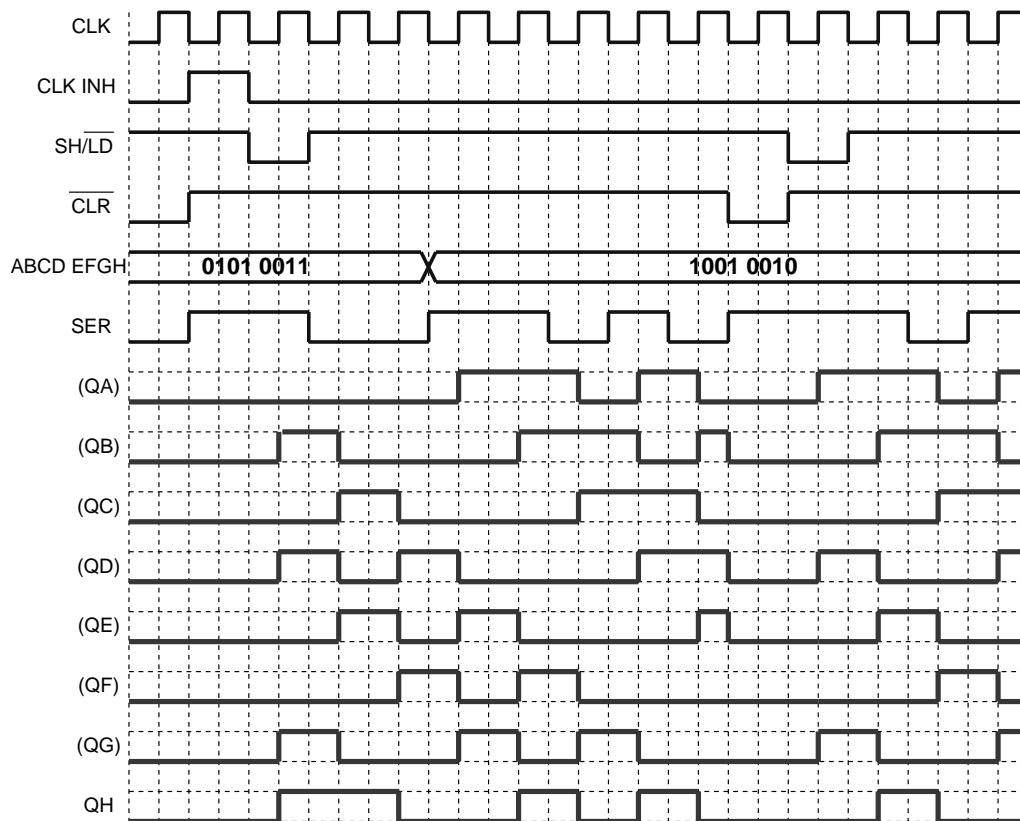 CLK
CLK INH
SH/LD
CLR
ABCD EFGH 0101 0011 1001 0010
SER
(QA)
(QB)
(QC)
(QD)
(QE)
(QF)
(QG)
QH